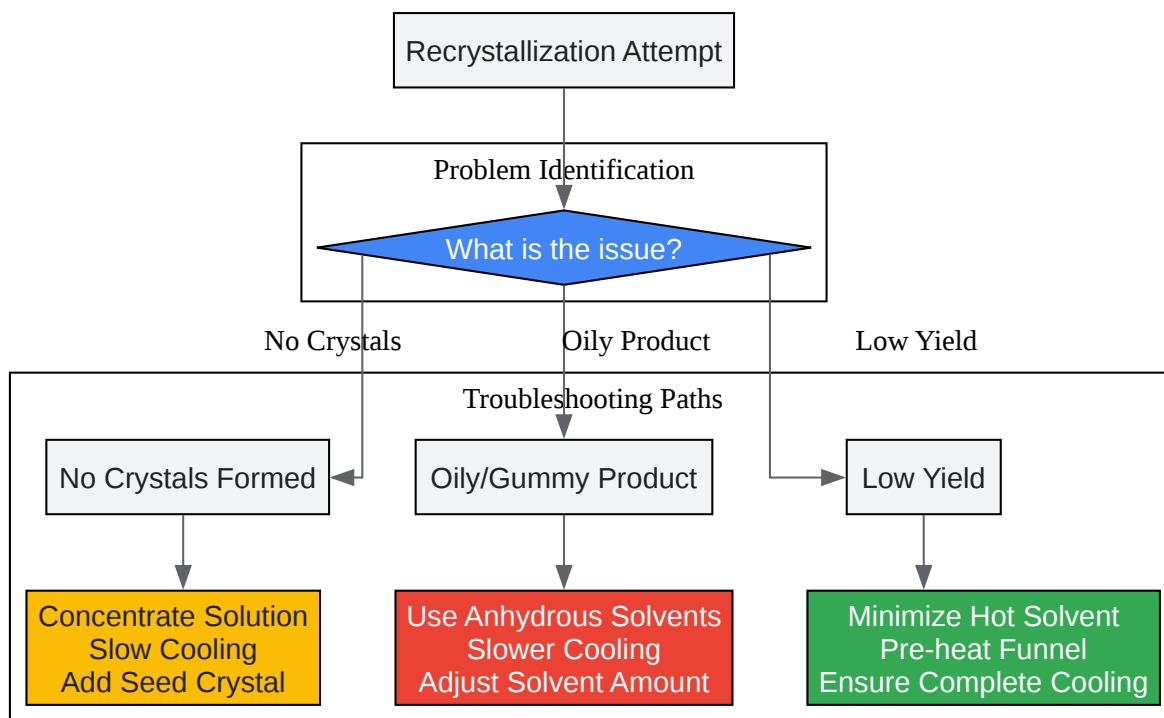 Recrystallization Attempt
Problem Identification
What is the issue?
No Crystals
Oily Product
Low Yield
Troubleshooting Paths
No Crystals Formed
Oily/Gummy Product
Low Yield
Concentrate Solution
Slow Cooling
Add Seed Crystal
Use Anhydrous Solvents
Slower Cooling
Adjust Solvent Amount
Minimize Hot Solvent
Pre-heat Funnel
Ensure Complete Cooling